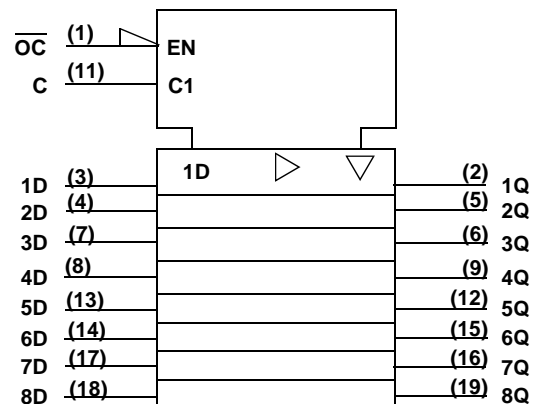 OC (1) EN
C (11) C1
1D
1D (3) (2) 1Q
2D (4) (5) 2Q
3D (7) (6) 3Q
4D (8) (9) 4Q
5D (13) (12) 5Q
6D (14) (15) 6Q
7D (17) (16) 7Q
8D (18) (19) 8Q